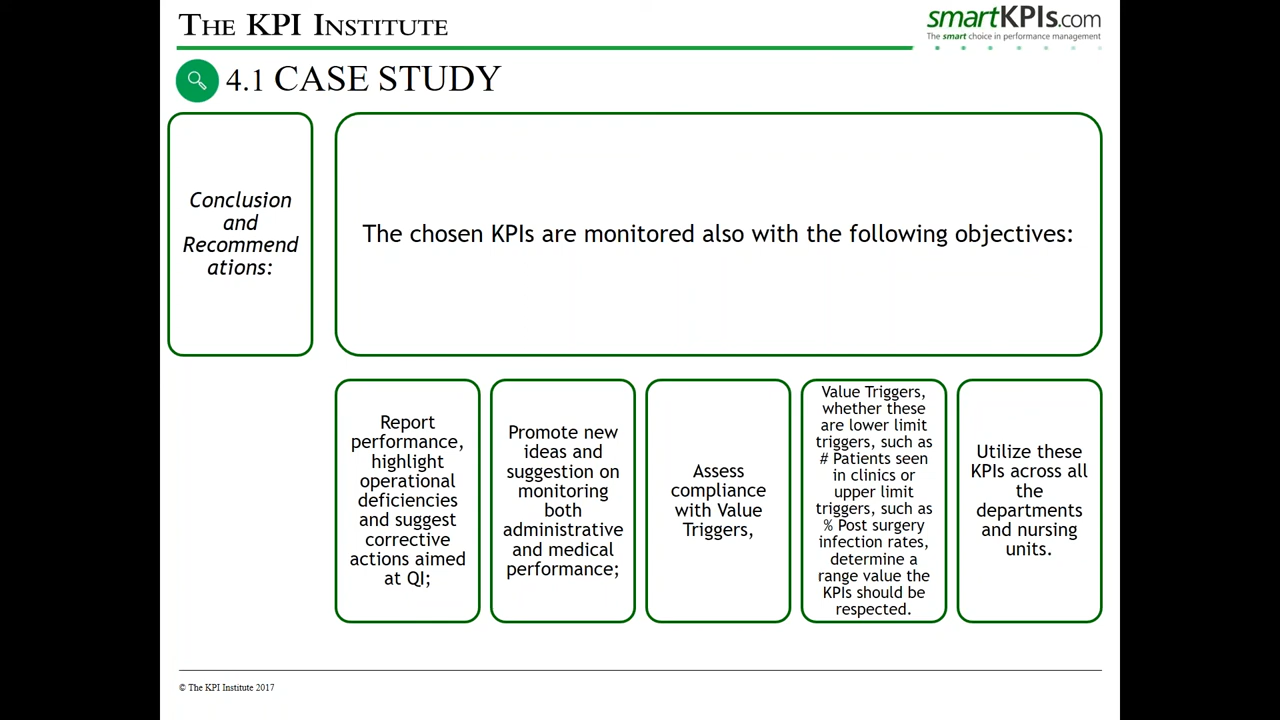 THE KPI INSTITUTE
smartKPIs.com
The smart choice in performance management
4.1 CASE STUDY
Conclusion
and
Recommend
ations:
The chosen KPIs are monitored also with the following objectives:
Report
performance,
highlight
operational
deficiencies
and suggest
corrective
actions aimed
at QI;
Promote new
ideas and
suggestion on
monitoring
both
administrative
and medical
performance;
Assess
compliance
with Value
Triggers,
Value Triggers,
whether these
are lower limit
triggers, such as
# Patients seen
in clinics or
upper limit
triggers, such as
% Post surgery
infection rates,
determine a
range value the
KPIs should be
respected.
Utilize these
KPIs across all
the
departments
and nursing
units.
© The KPI Institute 2017